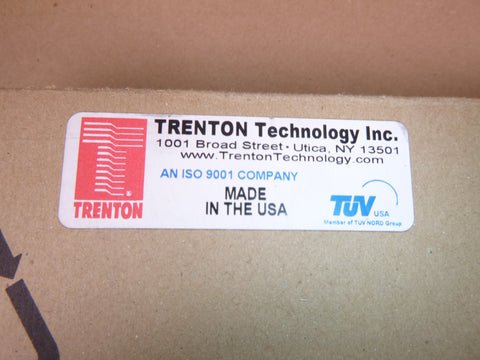 TRENTON Technology Inc.
1001 Broad Street • Utica, NY 13501
www.TrentonTechnology.com
AN ISO 9001 COMPANY
MADE
IN THE USA
TRENTON
®
TÜV USA
Member of TÜV NORD Group